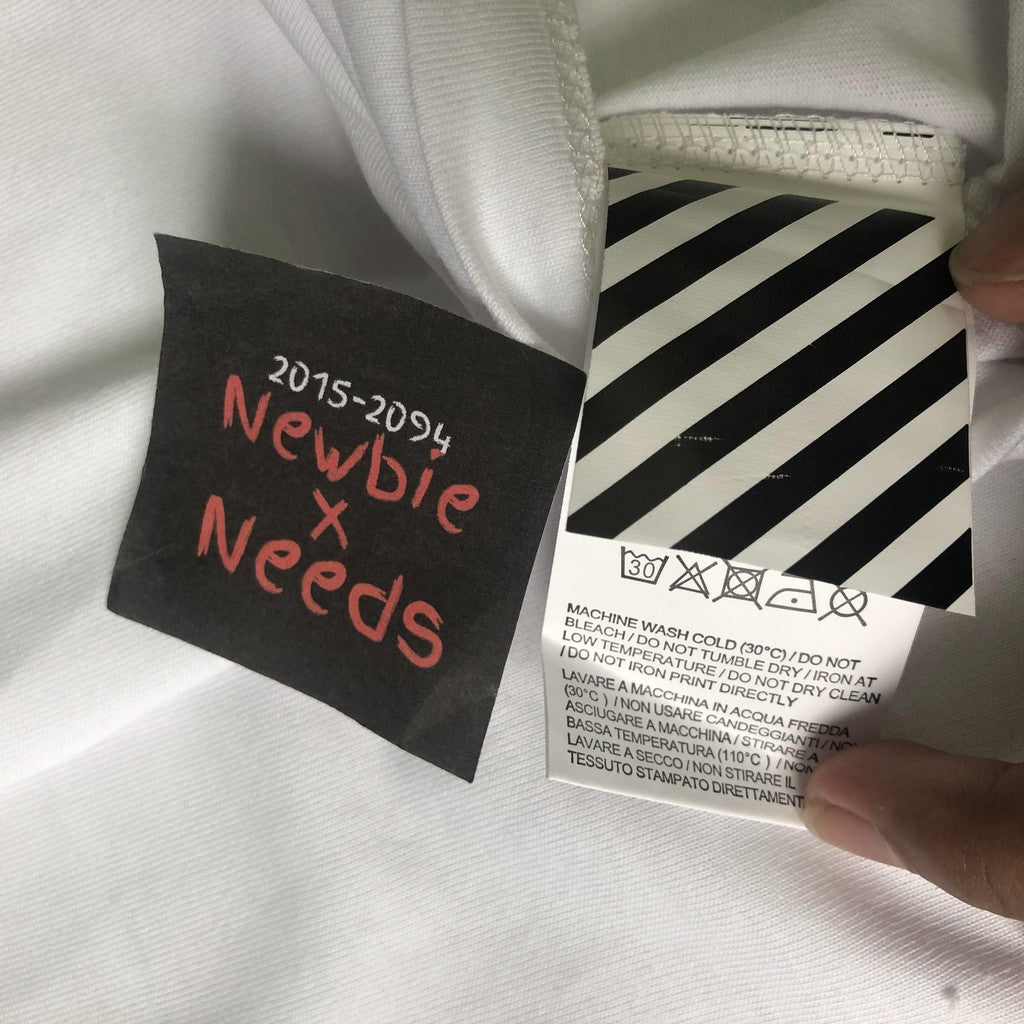 2015-2094
Newbie
x
Needs
30
MACHINE WASH COLD (30°C) / DO NOT
BLEACH / DO NOT TUMBLE DRY / IRON AT
LOW TEMPERATURE / DO NOT DRY CLEAN
/ DO NOT IRON PRINT DIRECTLY
LAVARE A MACCHINA IN ACQUA FREDDA
(30°C ) / NON USARE CANDEGGIANTI / NO
ASCIUGARE A MACCHINA / STIRARE A
BASSA TEMPERATURA (110°C ) / NON
LAVARE A SECCO / NON STIRARE IL
TESSUTO STAMPATO DIRETTAMENT